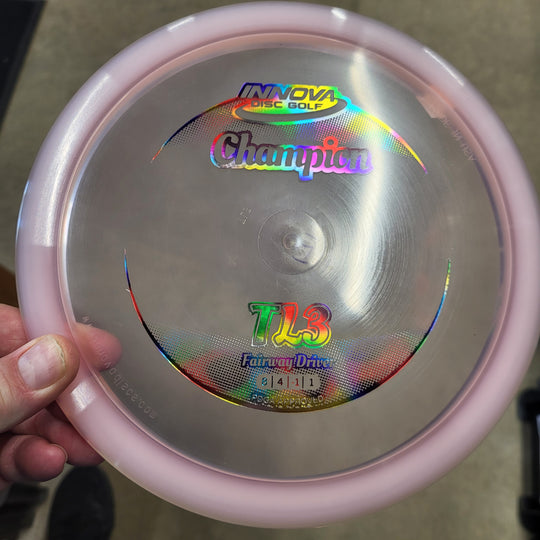 INNOVA
DISC GOLF
Champion
TL3
Fairway Driver
8 | 4 | 1 | 1